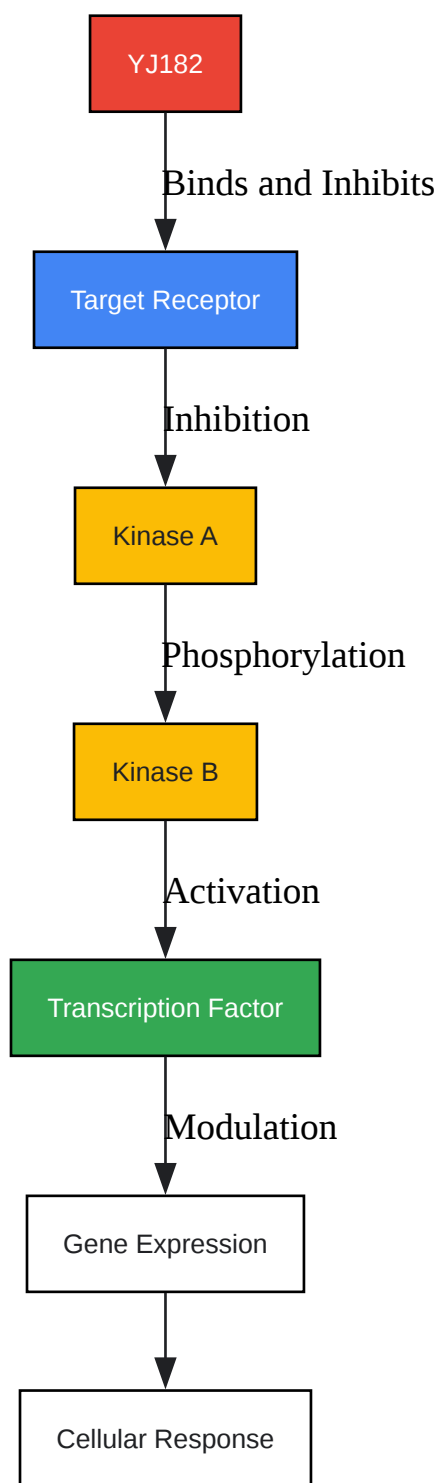 YJ182
Binds and Inhibits
Target Receptor
Inhibition
Kinase A
Phosphorylation
Kinase B
Activation
Transcription Factor
Modulation
Gene Expression
Cellular Response